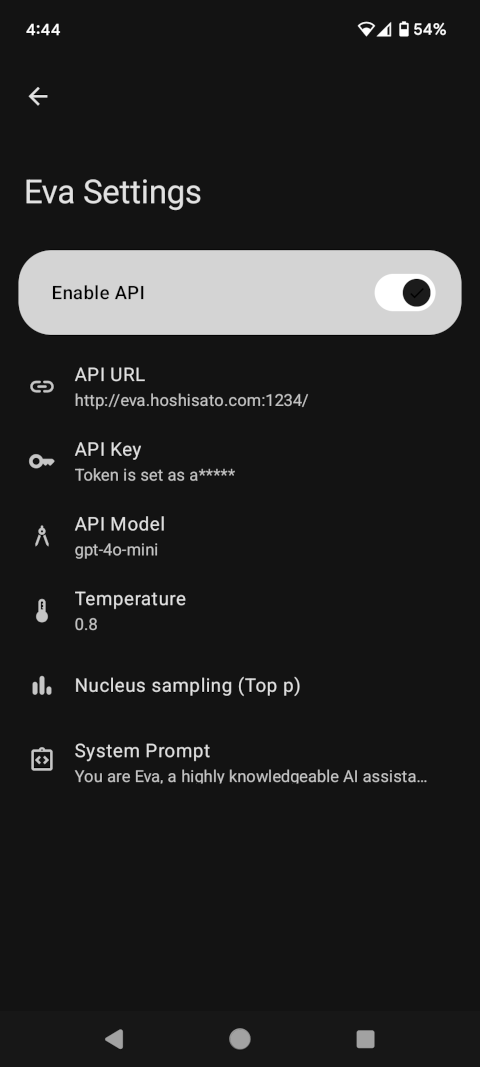 4:44
54%
Eva Settings
Enable API
API URL
http://eva.hoshisato.com:1234/
API Key
Token is set as a*****
API Model
gpt-4o-mini
Temperature
0.8
Nucleus sampling (Top p)
System Prompt
You are Eva, a highly knowledgeable AI assista…